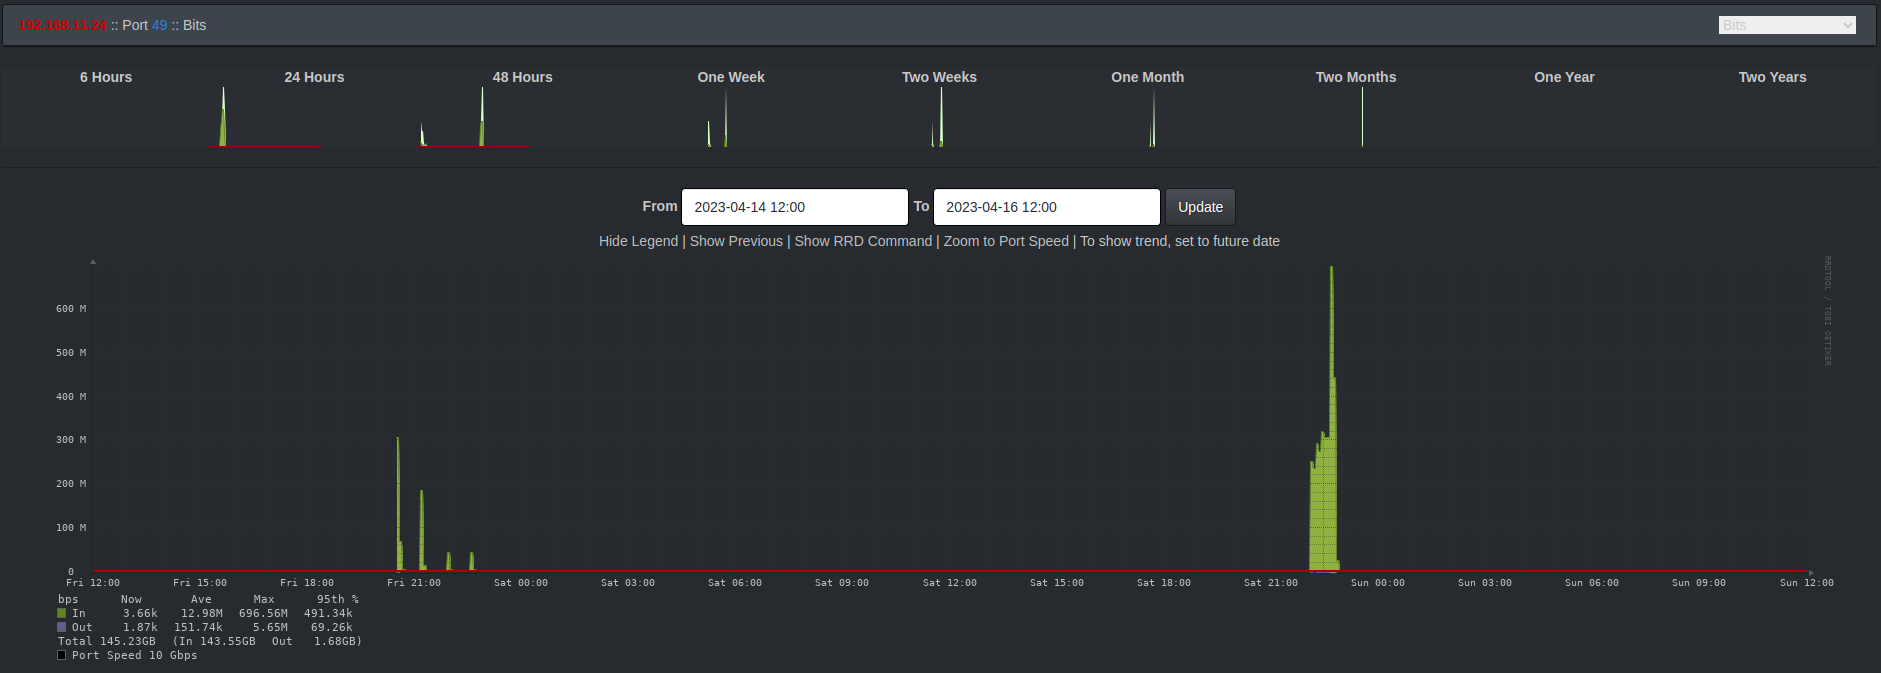 192.168.11.24 :: Port 49 :: Bits
Bits
6 Hours 24 Hours 48 Hours One Week Two Weeks One Month Two Months One Year Two Years
From 2023-04-14 12:00 To 2023-04-16 12:00 Update
Hide Legend | Show Previous | Show RRD Command | Zoom to Port Speed | To show trend, set to future date
RRDTOOL / TOBI OETIKER
600 M
500 M
400 M
300 M
200 M
100 M
0
Fri 12:00 Fri 15:00 Fri 18:00 Fri 21:00 Sat 00:00 Sat 03:00 Sat 06:00 Sat 09:00 Sat 12:00 Sat 15:00 Sat 18:00 Sat 21:00 Sun 00:00 Sun 03:00 Sun 06:00 Sun 09:00 Sun 12:00
bps Now Ave Max 95th %
In 3.66k 12.98M 696.56M 491.34k
Out 1.87k 151.74k 5.65M 69.26k
Total 145.23GB (In 143.55GB Out 1.68GB)
Port Speed 10 Gbps